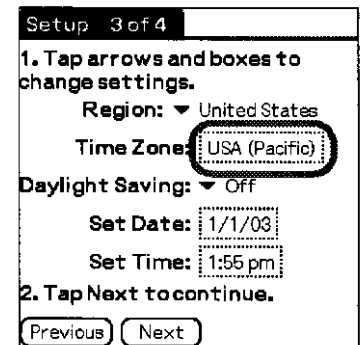 Setup 3 of 4
1. Tap arrows and boxes to
change settings.
Region: United States
Time Zone: USA (Pacific)
Daylight Saving: Off
Set Date: 1/1/03
Set Time: 1:55 pm
2. Tap Next to continue.
Previous Next